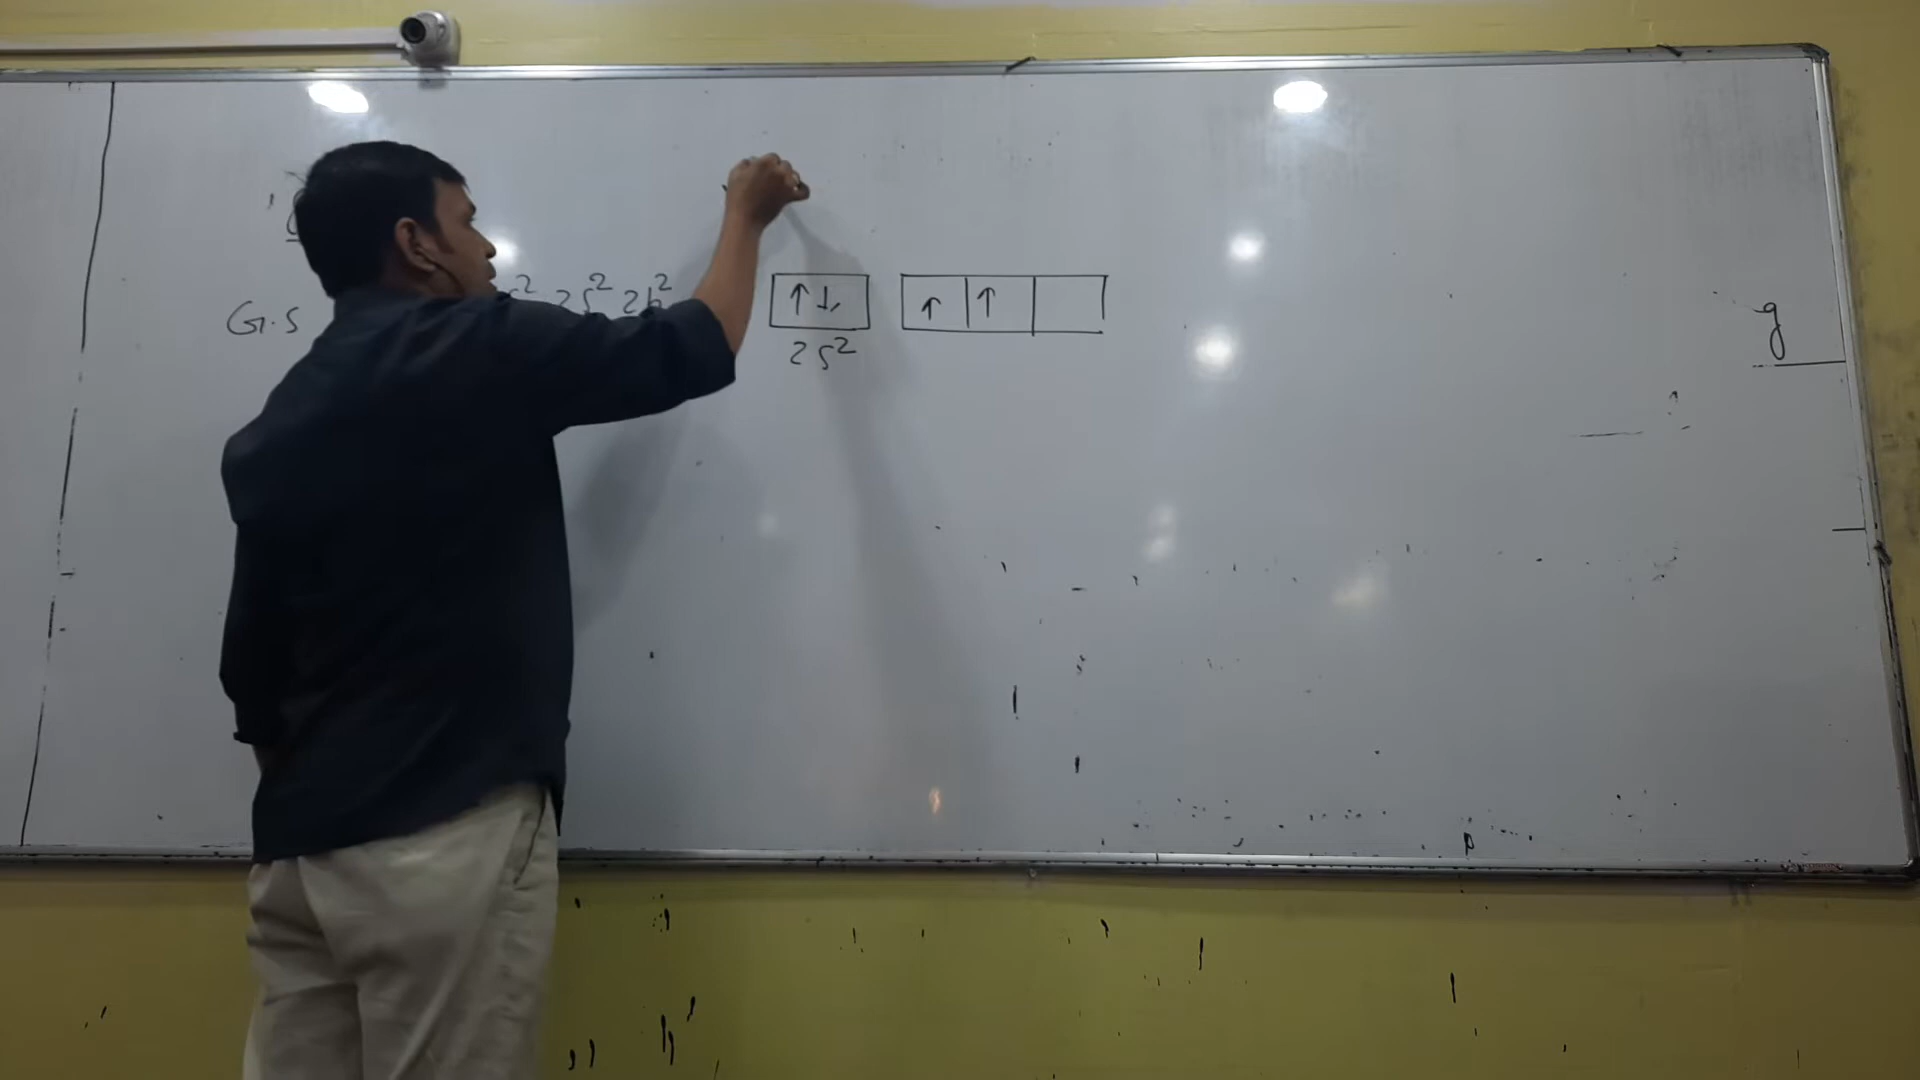 G.S 2s² 2p² ↑↓ ↑ ↑
2s²
g